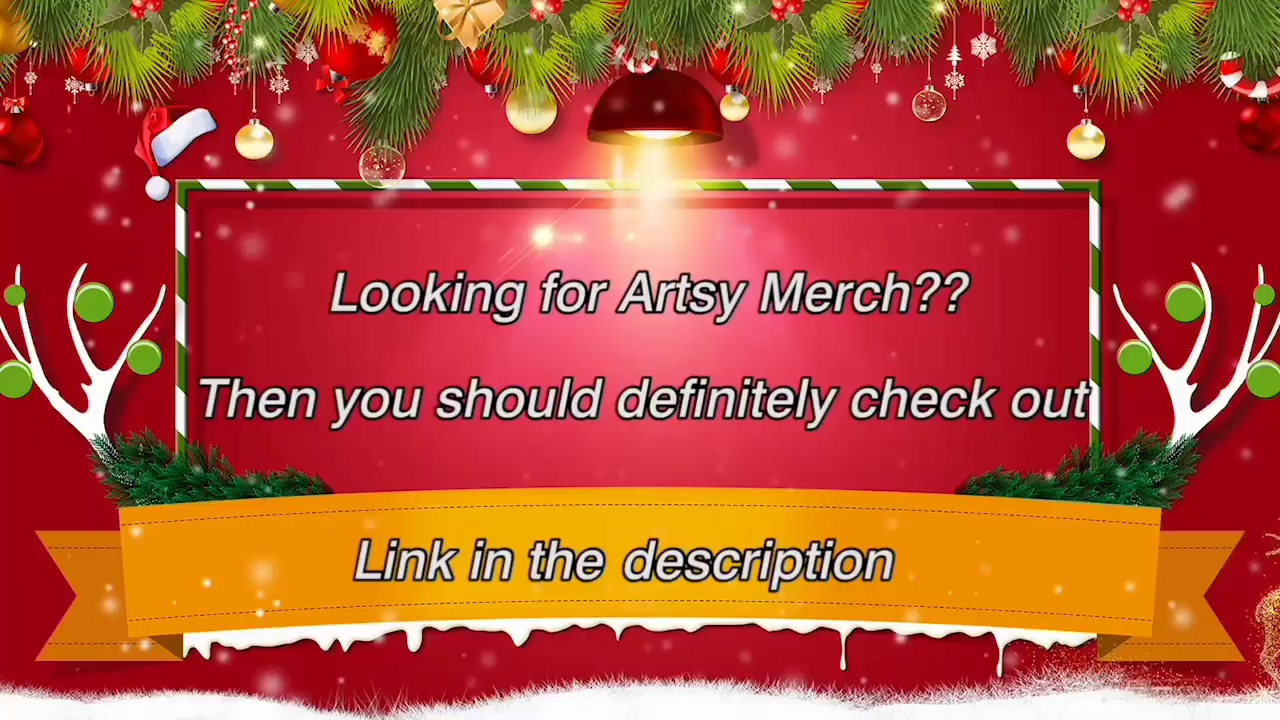 Looking for Artsy Merch??
Then you should definitely check out
Link in the description